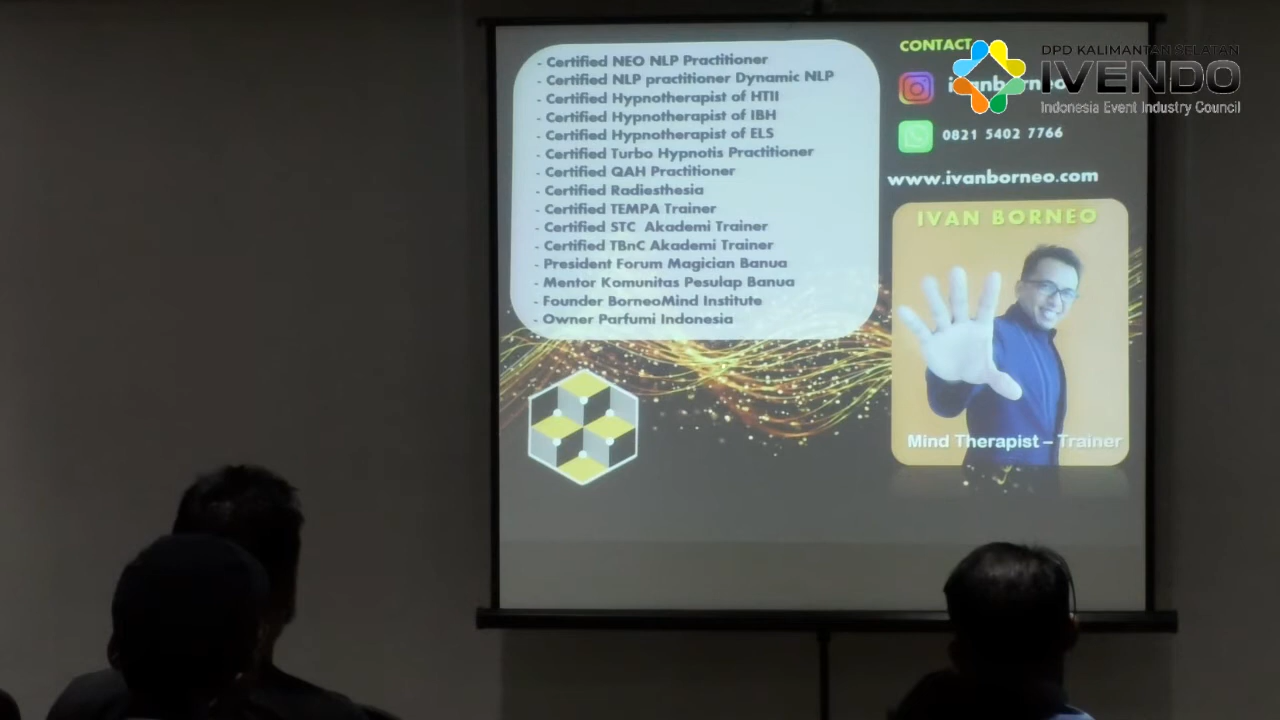 - Certified NEO NLP Practitioner
- Certified NLP practitioner Dynamic NLP
- Certified Hypnotherapist of HTII
- Certified Hypnotherapist of IBH
- Certified Hypnotherapist of ELS
- Certified Turbo Hypnotis Practitioner
- Certified QAH Practitioner
- Certified Radiesthesia
- Certified TEMPA Trainer
- Certified STC Akademi Trainer
- Certified TBnC Akademi Trainer
- President Forum Magician Banua
- Mentor Komunitas Pesulap Banua
- Founder BorneoMind Institute
- Owner Parfumi Indonesia
CONTACT
ivanborneo
0821 5402 7766
www.ivanborneo.com
IVAN BORNEO
Mind Therapist – Trainer
DPD KALIMANTAN SELATAN
IVENDO
Indonesia Event Industry Council